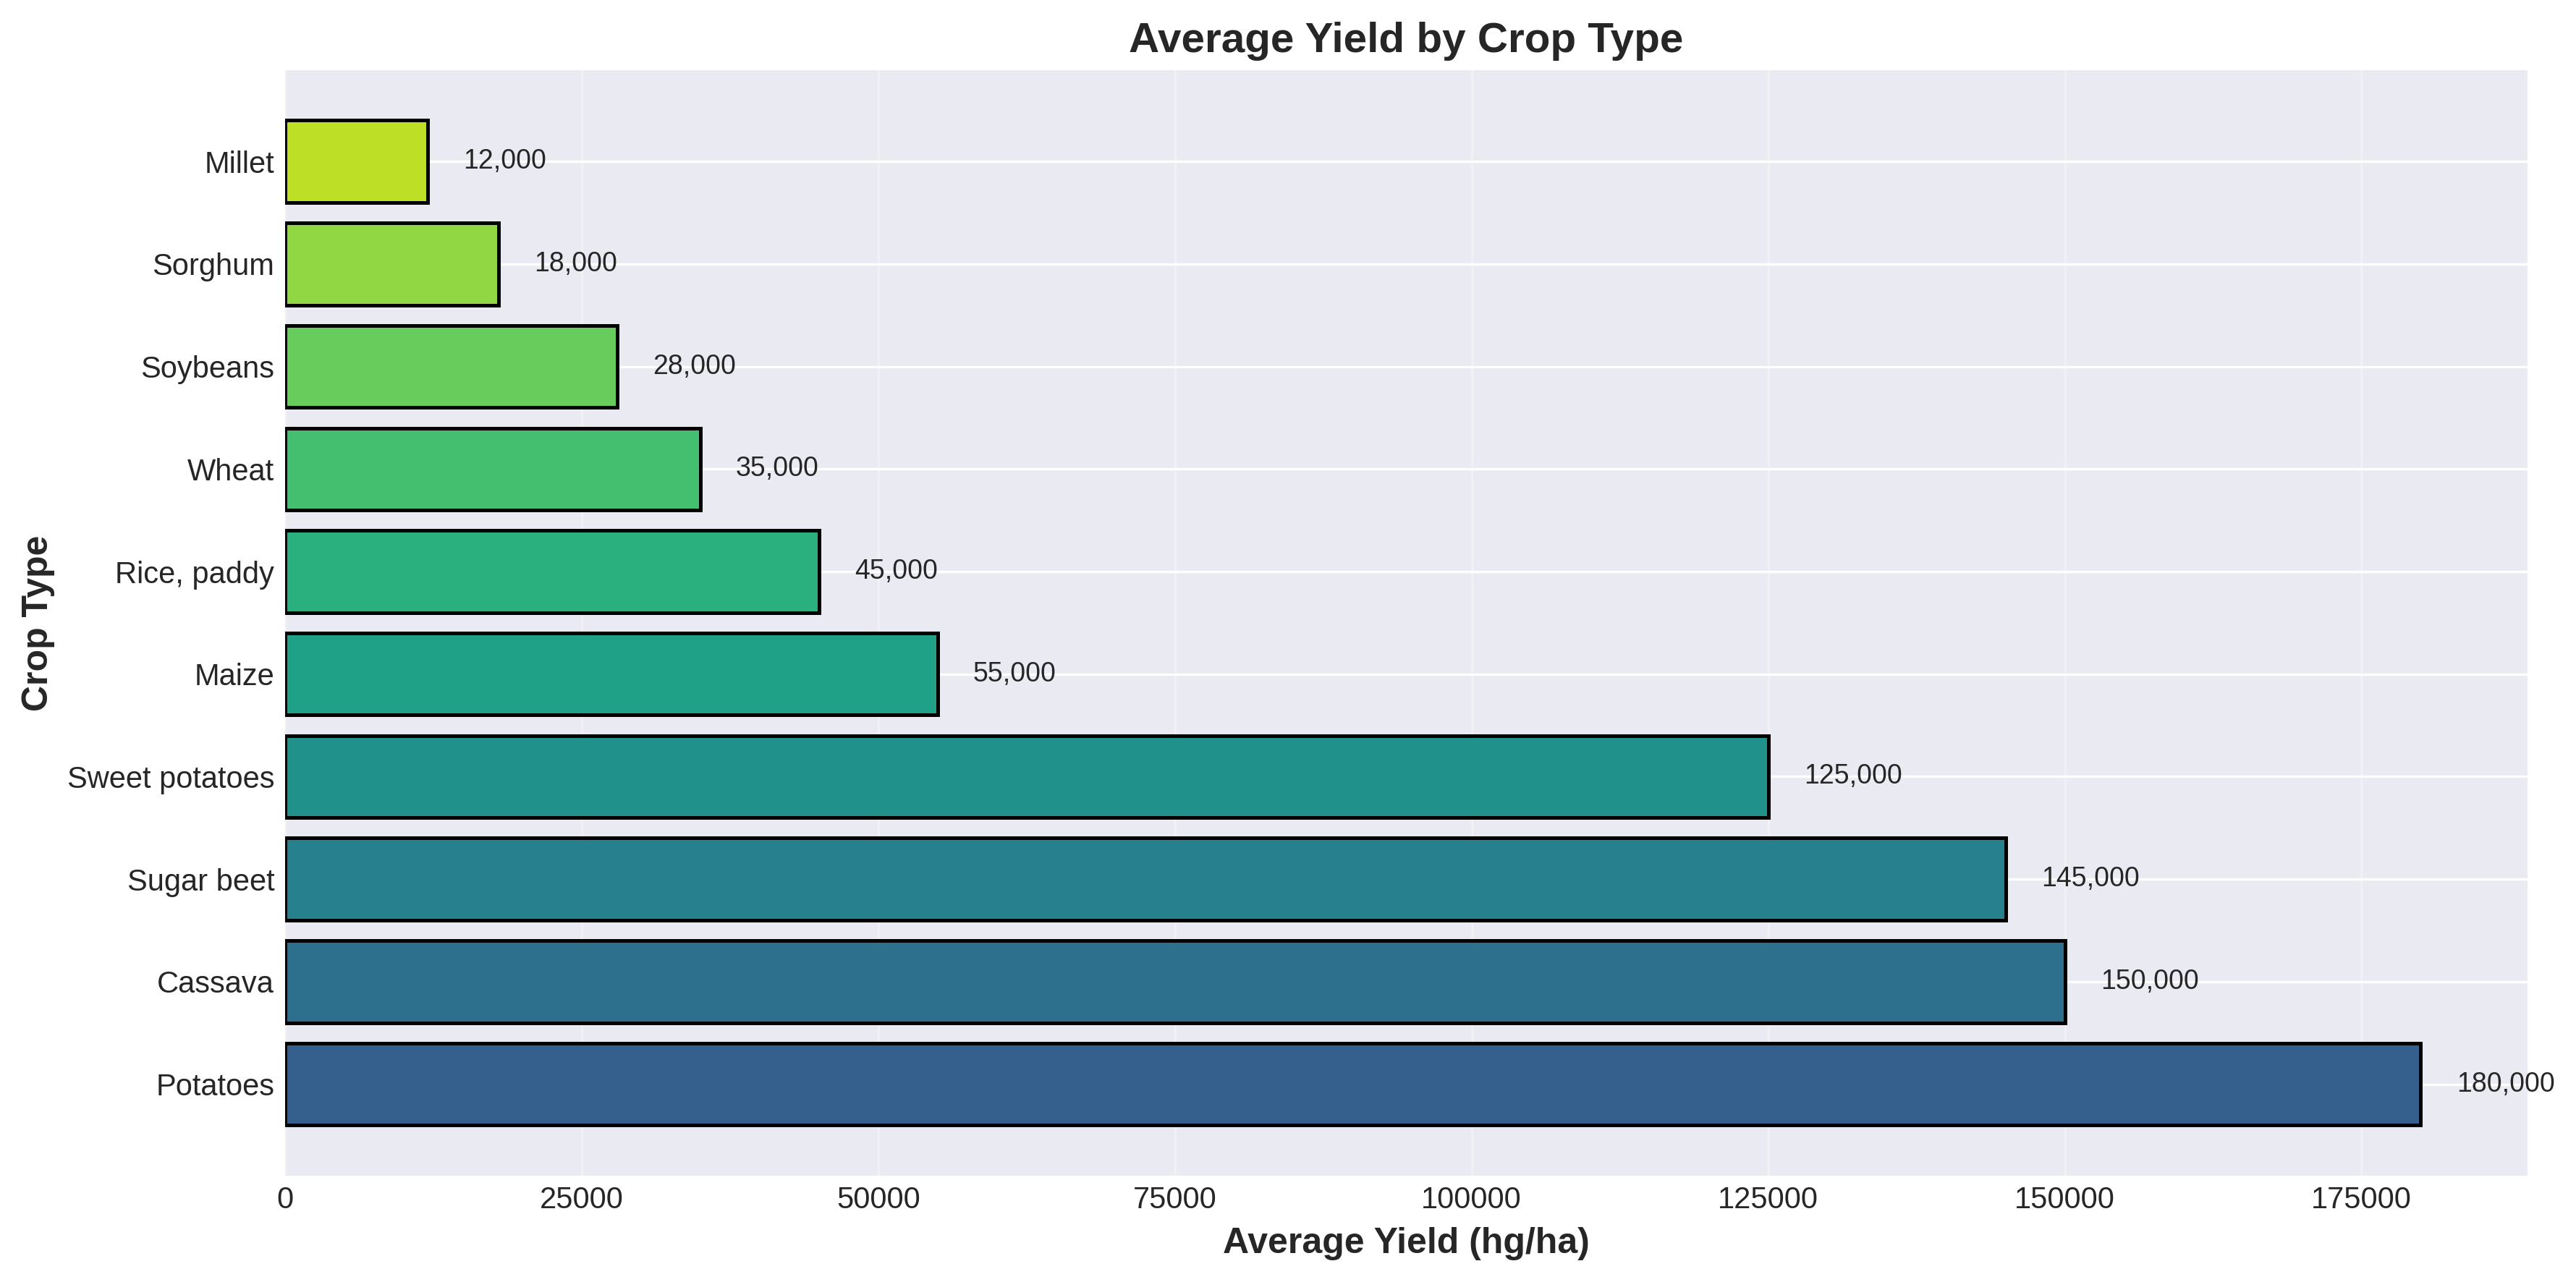 Average Yield by Crop Type
Crop Type
Millet 12,000
Sorghum 18,000
Soybeans 28,000
Wheat 35,000
Rice, paddy 45,000
Maize 55,000
Sweet potatoes 125,000
Sugar beet 145,000
Cassava 150,000
Potatoes 180,000
0 25000 50000 75000 100000 125000 150000 175000
Average Yield (hg/ha)